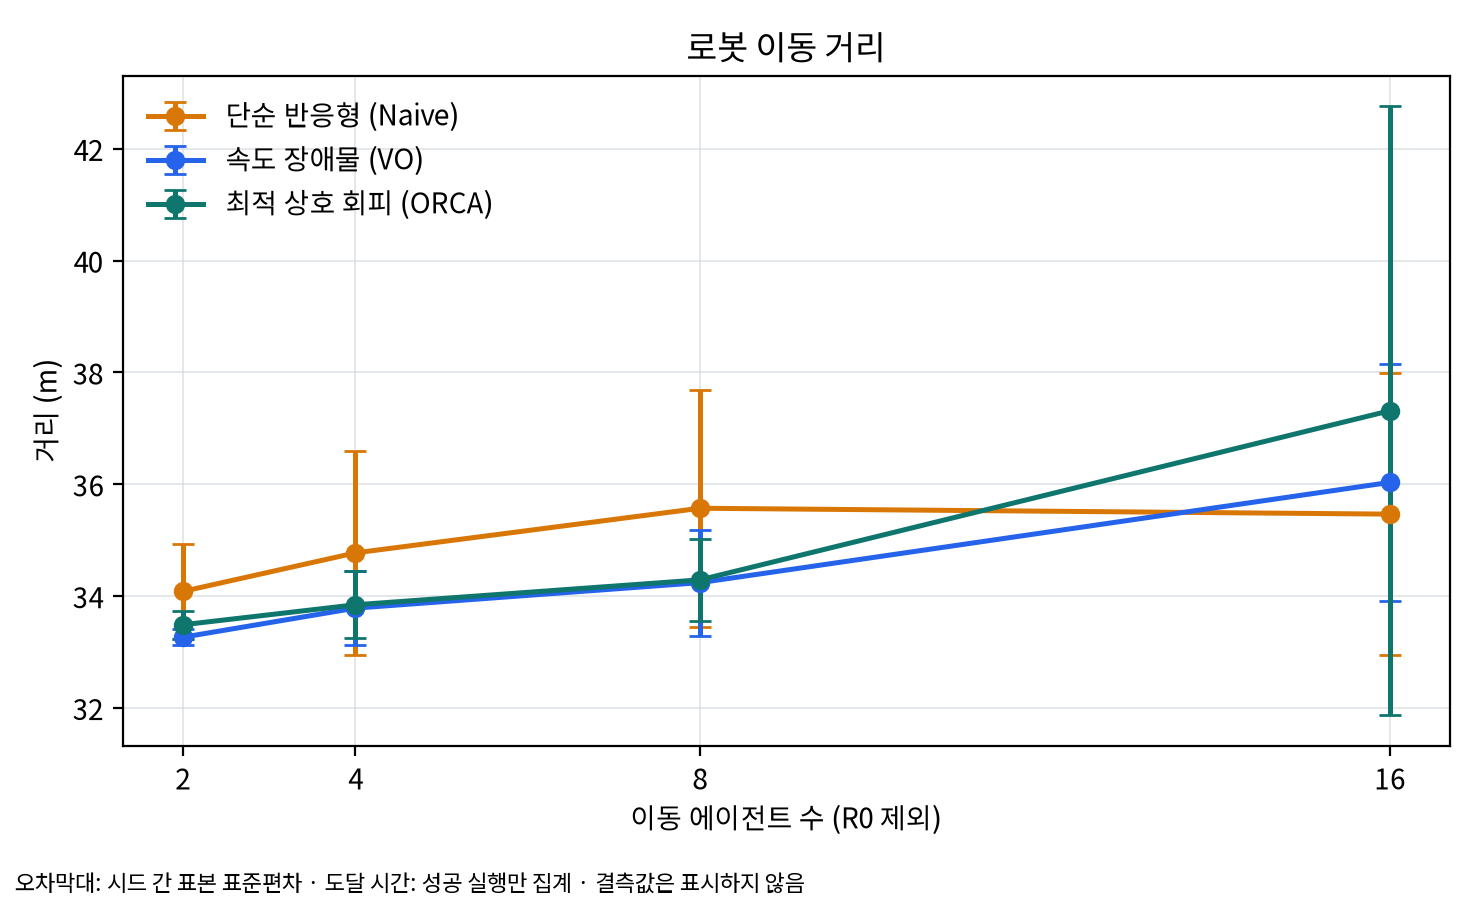 로봇 이동 거리
단순 반응형 (Naive)
속도 장애물 (VO)
최적 상호 회피 (ORCA)
42
40
38
36
34
32
거리 (m)
2 4 8 16
이동 에이전트 수 (R0 제외)
오차막대: 시드 간 표본 표준편차 · 도달 시간: 성공 실행만 집계 · 결측값은 표시하지 않음